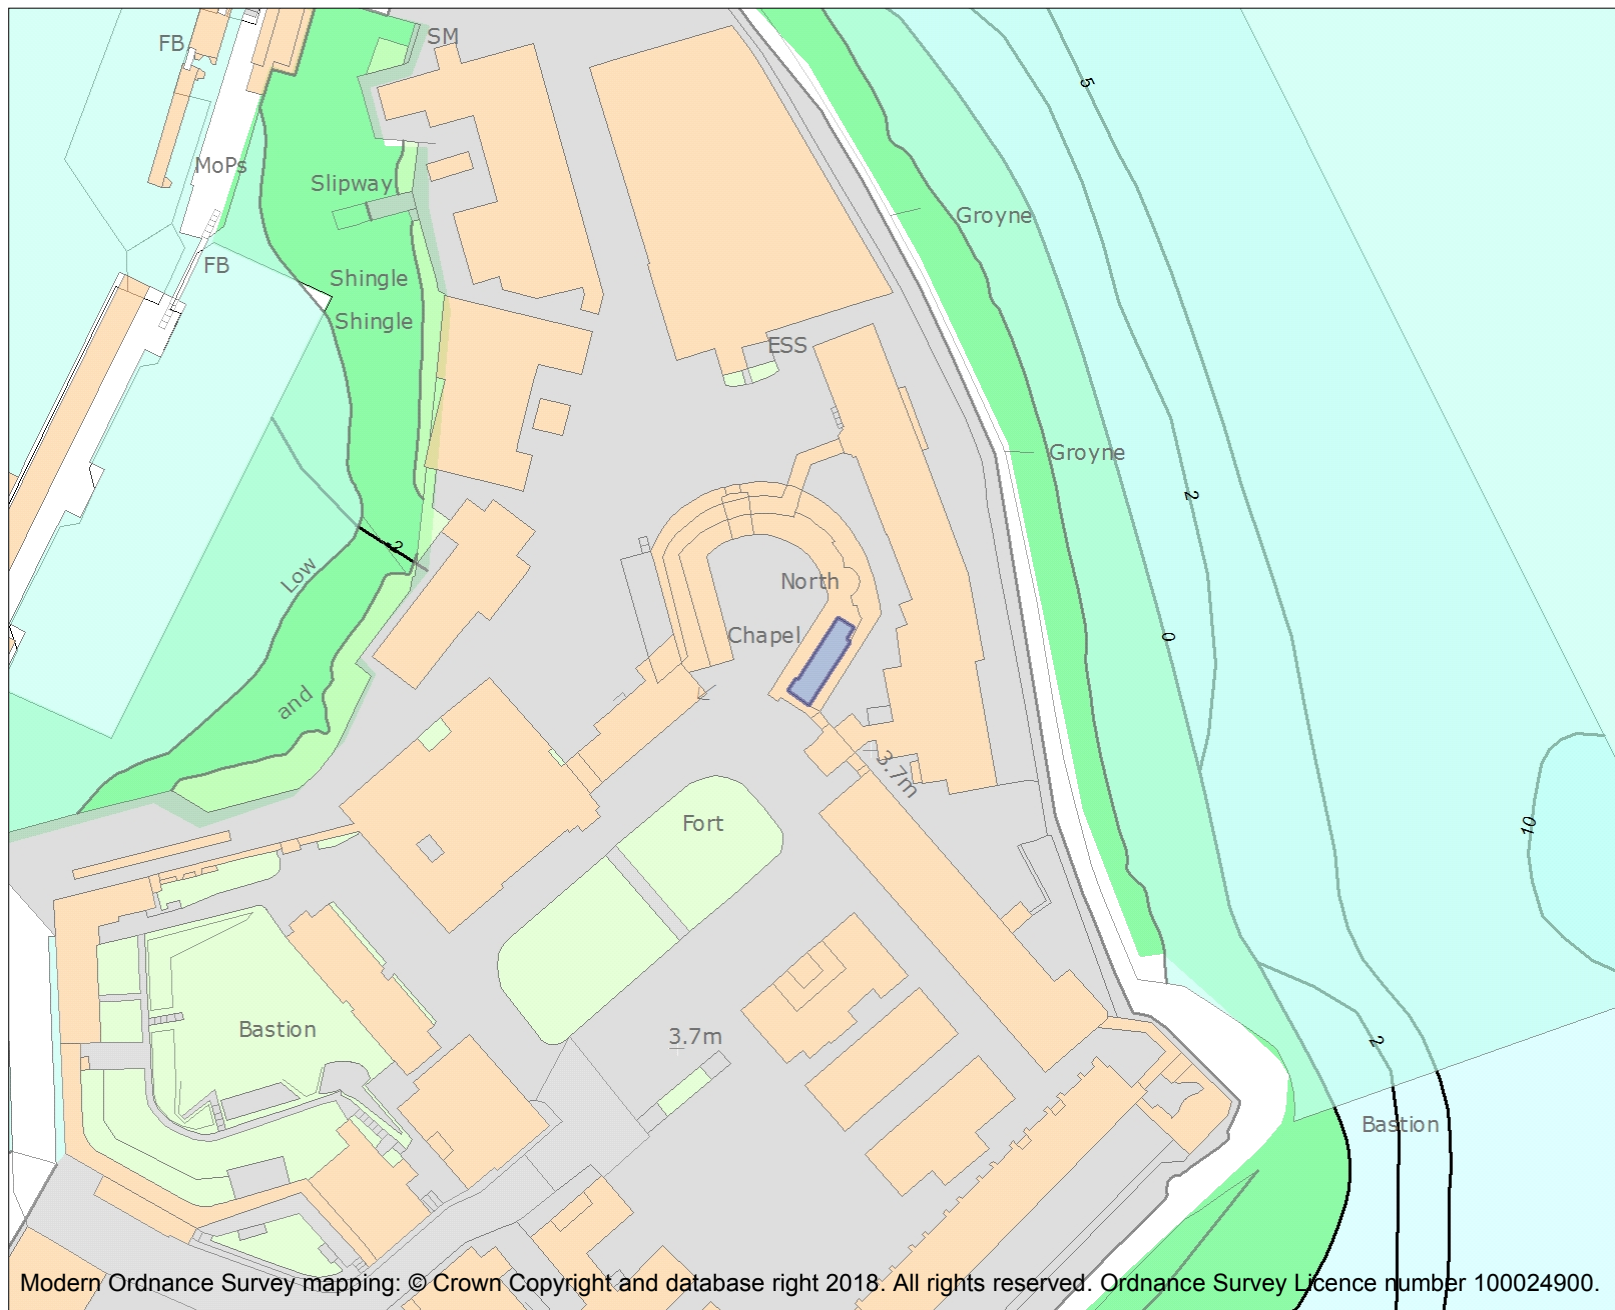 SM
FB
5
MoPs
Slipway
Groyne
FB
Shingle
Shingle
ESS
Groyne
2
-2
Low
North
Chapel
0
and
3.7m
Fort
10
Bastion
3.7m
2
Bastion
Modern Ordnance Survey mapping: © Crown Copyright and database right 2018. All rights reserved. Ordnance Survey Licence number 100024900.